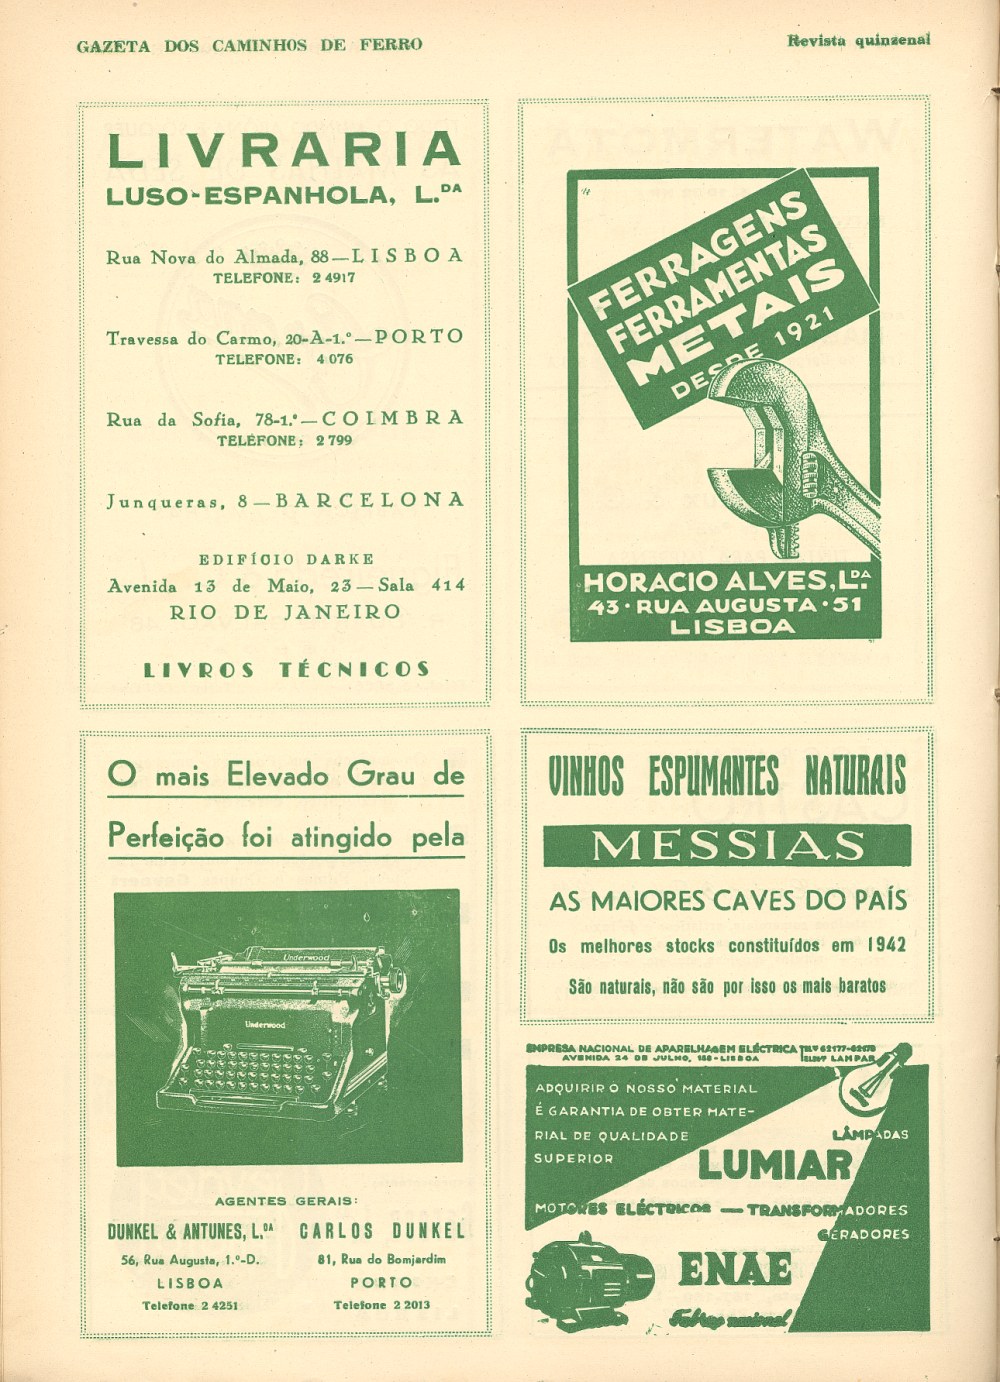 GAZETA DOS CAMINHOS DE FERRO
Revista quinzenal
LIVRARIA
LUSO-ESPANHOLA, L.DA
Rua Nova do Almada, 88—LISBOA
TELEFONE: 2 4917
Travessa do Carmo, 20-A-1.º—PORTO
TELEFONE: 4 076
Rua da Sofia, 78-1.º—COIMBRA
TELEFONE: 2 799
Junqueras, 8—BARCELONA
EDIFÍCIO DARKE
Avenida 13 de Maio, 23—Sala 414
RIO DE JANEIRO
LIVROS TÉCNICOS
FERRAGENS
FERRAMENTAS
METAIS
DESDE 1921
HORACIO ALVES, L.DA
43 · RUA AUGUSTA · 51
LISBOA
O mais Elevado Grau de
Perfeição foi atingido pela
Underwood
Underwood
AGENTES GERAIS:
DUNKEL & ANTUNES, L.DA
56, Rua Augusta, 1.º-D.
LISBOA
Telefone 2 4251
CARLOS DUNKEL
81, Rua do Bomjardim
PORTO
Telefone 2 2013
VINHOS ESPUMANTES NATURAIS
MESSIAS
AS MAIORES CAVES DO PAÍS
Os melhores stocks constituídos em 1942
São naturais, não são por isso os mais baratos
EMPRESA NACIONAL DE APARELHAGEM ELÉCTRICA
AVENIDA 24 DE JULHO, 158-LISBOA
LAMPAR
ADQUIRIR O NOSSO MATERIAL
É GARANTIA DE OBTER MATE-
RIAL DE QUALIDADE
SUPERIOR
LÂMPADAS
LUMIAR
MOTORES ELÉCTRICOS — TRANSFORMADORES
GERADORES
ENAE
Fabrico nacional